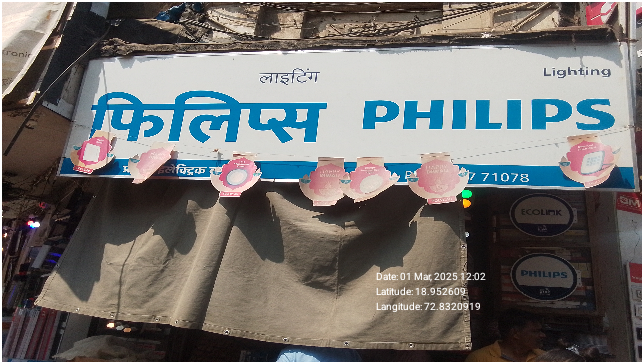 लाइटिंग
Lighting
फिलिप्स PHILIPS
71078
ECOLINK
PHILIPS
Date: 01 Mar, 2025 12:02
Latitude: 18.952609
Langitude: 72.8320919